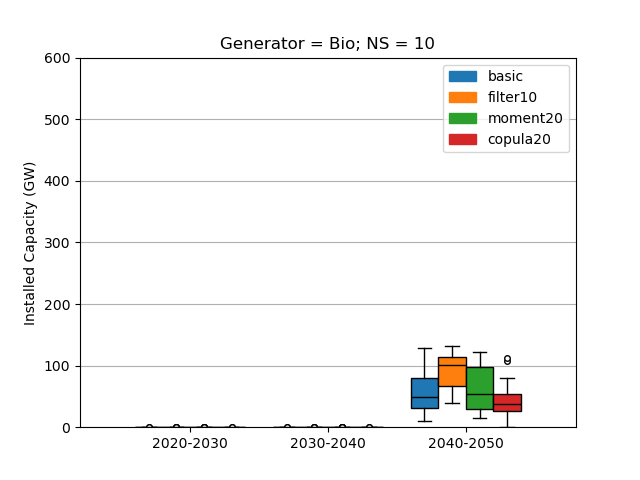 Generator = Bio; NS = 10
600
500
400
300
200
100
0
Installed Capacity (GW)
basic
filter10
moment20
copula20
2020-2030
2030-2040
2040-2050